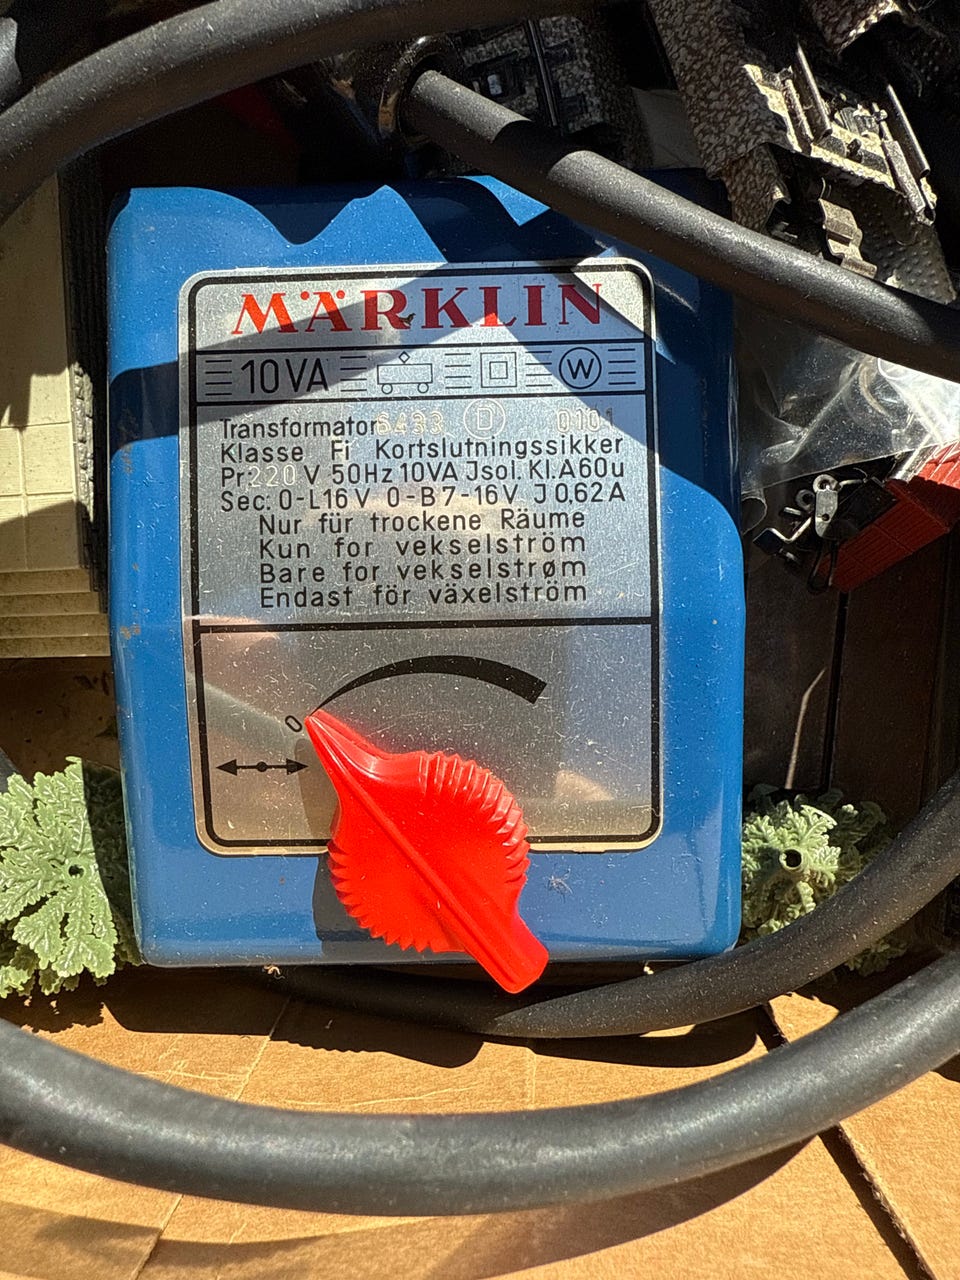 MÄRKLIN
10VA W
Transformator 6433 D 0101
Klasse Fi Kortslutningssikker
Pr. 220 V 50Hz 10VA Jsol. Kl.A60u
Sec: 0-L16V 0-B7-16V J 0.62A
Nur für trockene Räume
Kun for vekselström
Bare for vekselstrøm
Endast för växelström
0